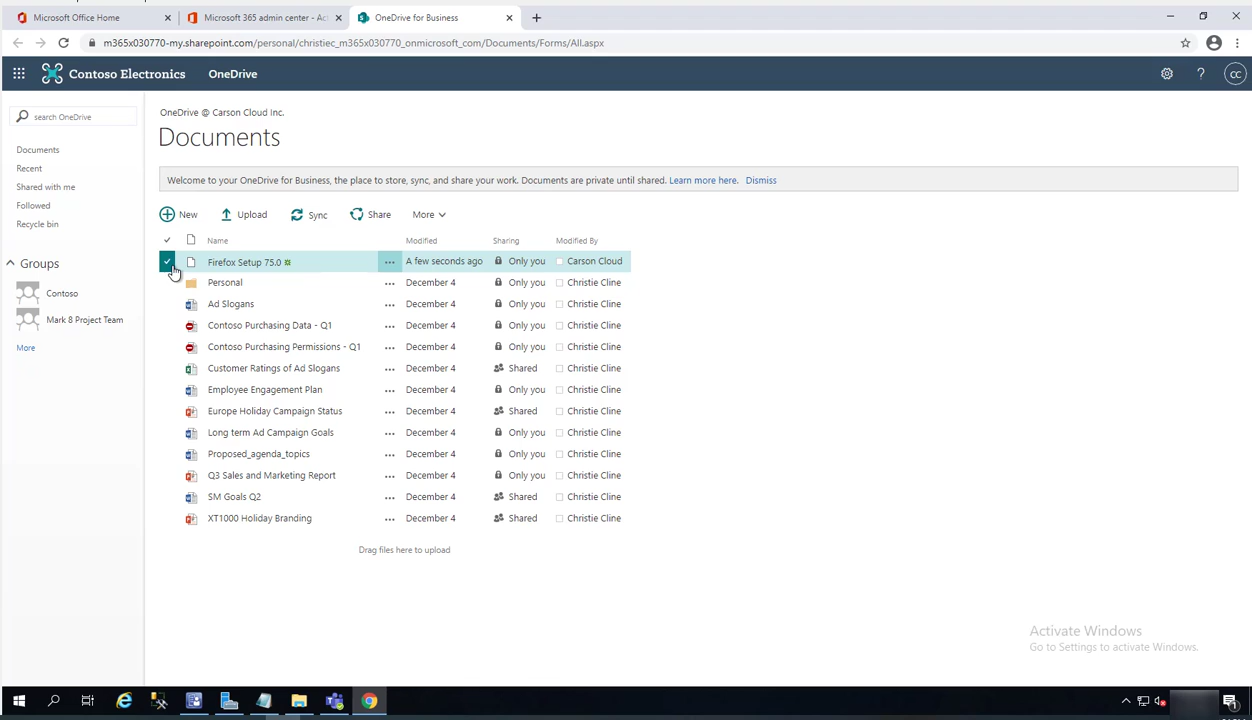 Microsoft Office Home
Microsoft 365 admin center - Ac
OneDrive for Business
m365x030770-my.sharepoint.com/personal/christiec_m365x030770_onmicrosoft_com/Documents/Forms/All.aspx
Contoso Electronics
OneDrive
?
CC
search OneDrive
OneDrive @ Carson Cloud Inc.
Documents
Documents
Recent
Shared with me
Followed
Recycle bin
Groups
Contoso
Mark 8 Project Team
More
Welcome to your OneDrive for Business, the place to store, sync, and share your work. Documents are private until shared. Learn more here. Dismiss
New Upload Sync Share More
Name Modified Sharing Modified By
Firefox Setup 75.0 ... A few seconds ago Only you Carson Cloud
Personal ... December 4 Only you Christie Cline
Ad Slogans ... December 4 Only you Christie Cline
Contoso Purchasing Data - Q1 ... December 4 Only you Christie Cline
Contoso Purchasing Permissions - Q1 ... December 4 Only you Christie Cline
Customer Ratings of Ad Slogans ... December 4 Shared Christie Cline
Employee Engagement Plan ... December 4 Only you Christie Cline
Europe Holiday Campaign Status ... December 4 Shared Christie Cline
Long term Ad Campaign Goals ... December 4 Only you Christie Cline
Proposed_agenda_topics ... December 4 Only you Christie Cline
Q3 Sales and Marketing Report ... December 4 Only you Christie Cline
SM Goals Q2 ... December 4 Shared Christie Cline
XT1000 Holiday Branding ... December 4 Shared Christie Cline
Drag files here to upload
Activate Windows
Go to Settings to activate Windows.